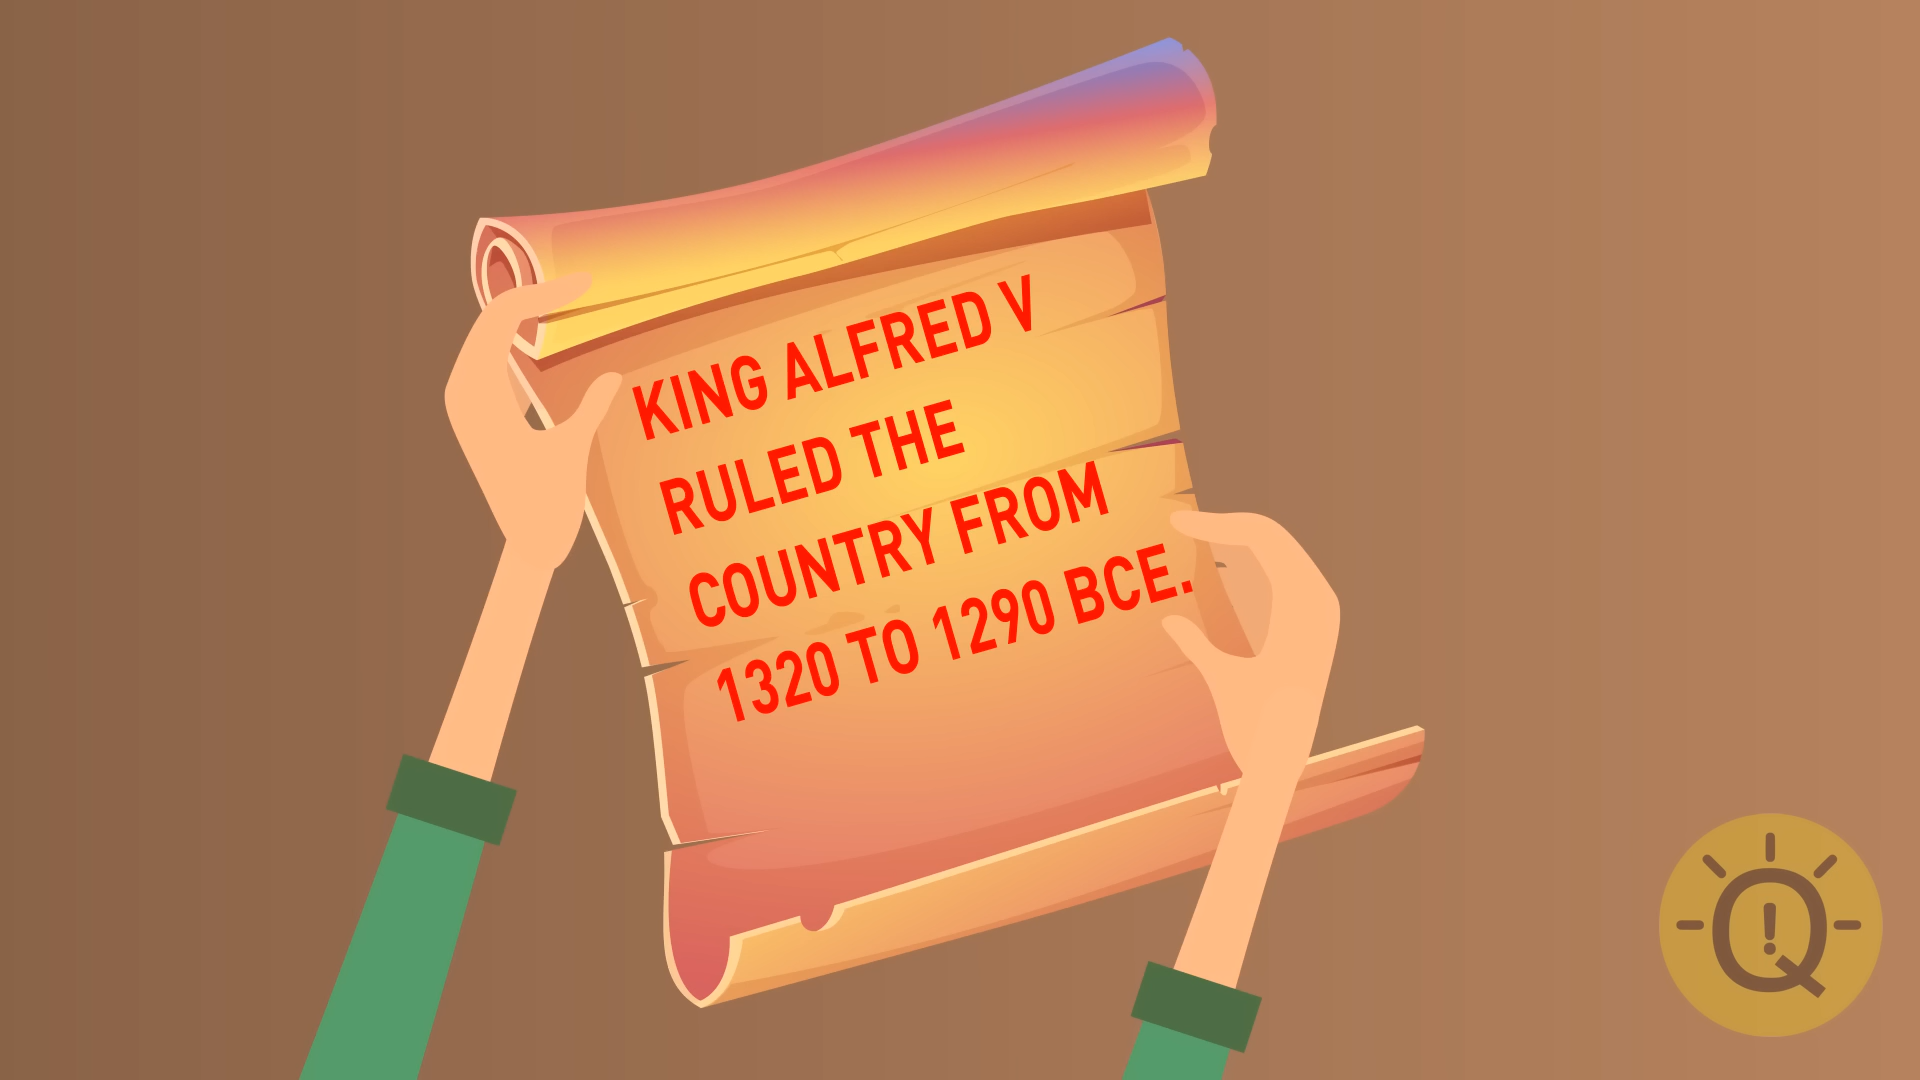 KING ALFRED V
RULED THE
COUNTRY FROM
1320 TO 1290 BCE.
Q!